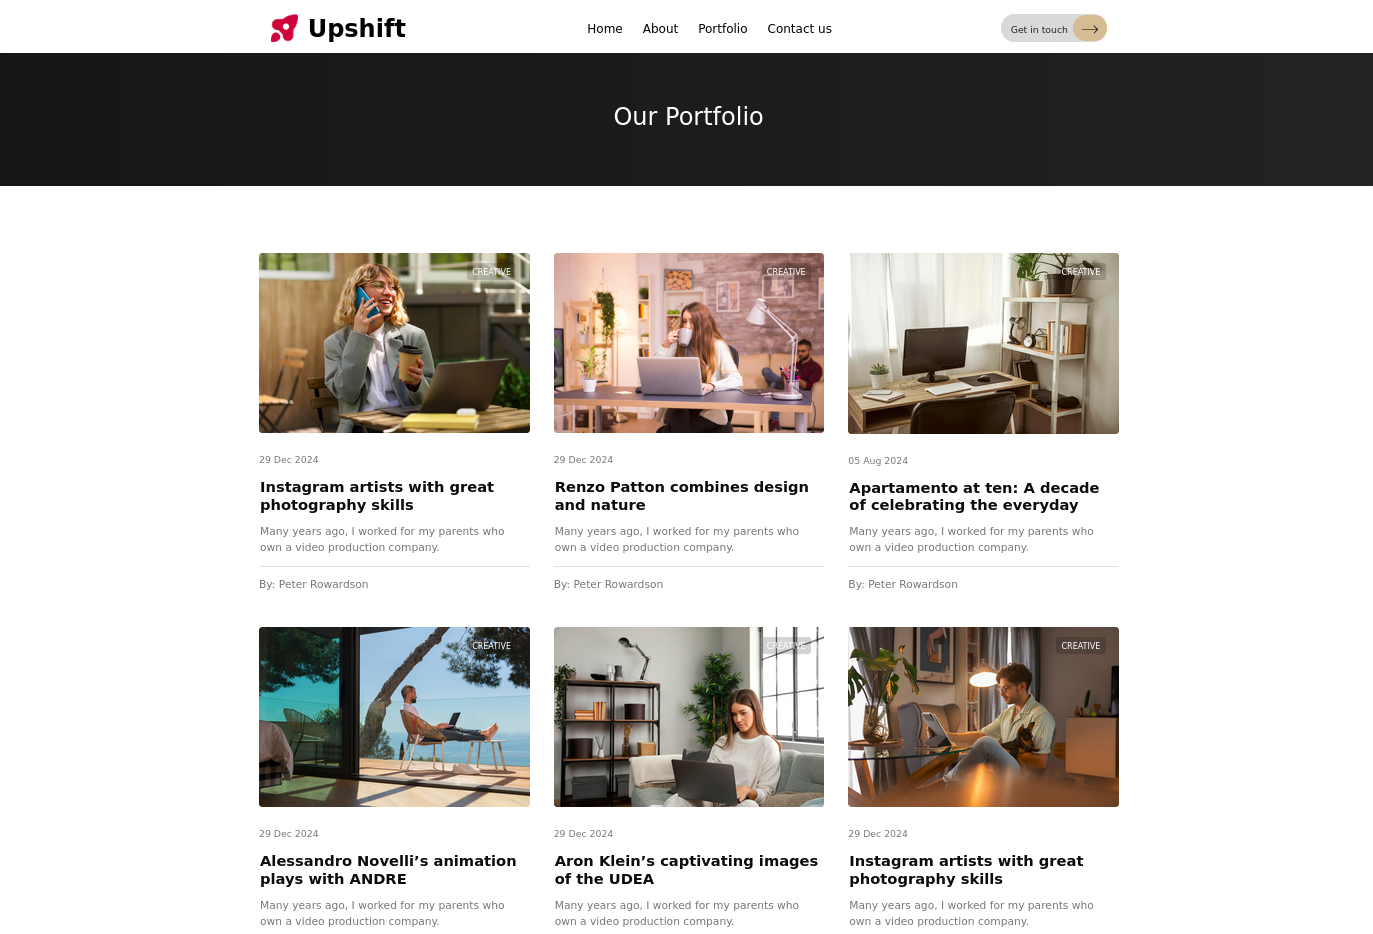 Upshift
Home About Portfolio Contact us
Get in touch
Our Portfolio
CREATIVE
29 Dec 2024
Instagram artists with great
photography skills
Many years ago, I worked for my parents who
own a video production company.
By: Peter Rowardson
CREATIVE
29 Dec 2024
Renzo Patton combines design
and nature
Many years ago, I worked for my parents who
own a video production company.
By: Peter Rowardson
CREATIVE
05 Aug 2024
Apartamento at ten: A decade
of celebrating the everyday
Many years ago, I worked for my parents who
own a video production company.
By: Peter Rowardson
CREATIVE
29 Dec 2024
Alessandro Novelli’s animation
plays with ANDRE
Many years ago, I worked for my parents who
own a video production company.
CREATIVE
29 Dec 2024
Aron Klein’s captivating images
of the UDEA
Many years ago, I worked for my parents who
own a video production company.
CREATIVE
29 Dec 2024
Instagram artists with great
photography skills
Many years ago, I worked for my parents who
own a video production company.